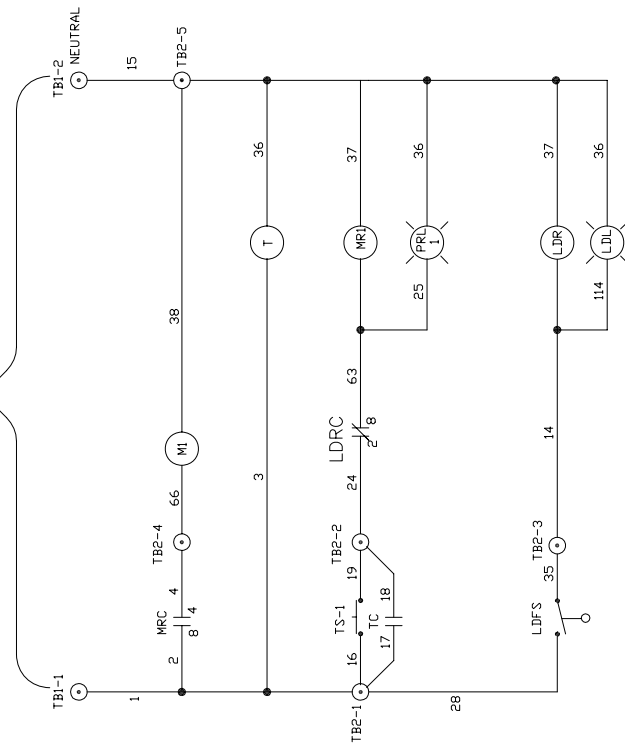 TB1-1
TB1-2
NEUTRAL
1
15
TB2-5
2
MRC
8
4
4
TB2-4
66
M1
38
3
T
36
TB2-1
16
TS-1
19
TB2-2
17
TC
18
24
LDRC
2
8
63
MR1
37
25
PRL
1
36
28
LDFS
35
TB2-3
14
LDR
37
114
LDL
36